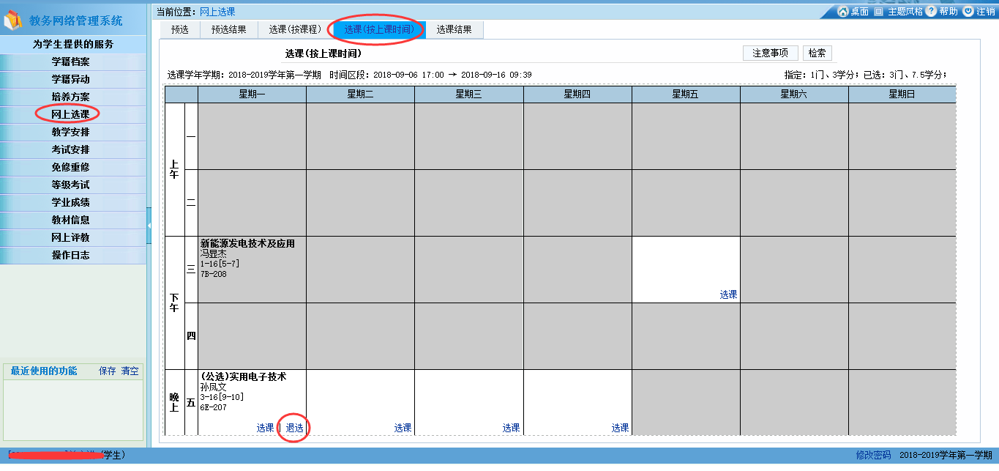 教务网络管理系统
当前位置：网上选课
桌面 主题风格 帮助 注销
为学生提供的服务
学籍档案
学籍异动
培养方案
网上选课
教学安排
考试安排
免修重修
等级考试
学业成绩
教材信息
网上评教
操作日志
最近使用的功能 保存 清空
预选 预选结果 选课(按课程) 选课(按上课时间) 选课结果
选课(按上课时间)
注意事项 检索
选课学年学期：2018-2019学年第一学期 时间区段：2018-09-06 17:00 → 2018-09-16 09:39
指定：1门、3学分；已选：3门、7.5学分；
星期一 星期二 星期三 星期四 星期五 星期六 星期日
上午
一
二
下午
三
新能源发电技术及应用
冯显杰
1-16[5-7]
7B-208
选课
四
晚上
五
(公选)实用电子技术
孙凤文
3-16[9-10]
6E-207
选课 | 退选 选课 选课 选课
学生)
修改密码 2018-2019学年第一学期